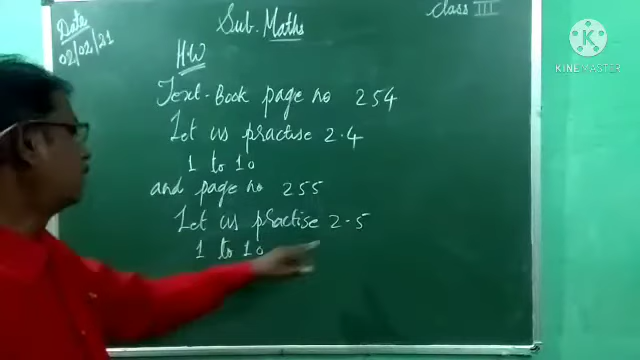 Date
02/02/21
Sub. Maths
Class III
HW
Text-Book page no 254
Let us practise 2.4
1 to 10
and page no 255
Let us practise 2.5
1 to 10
K
KINEMASTER